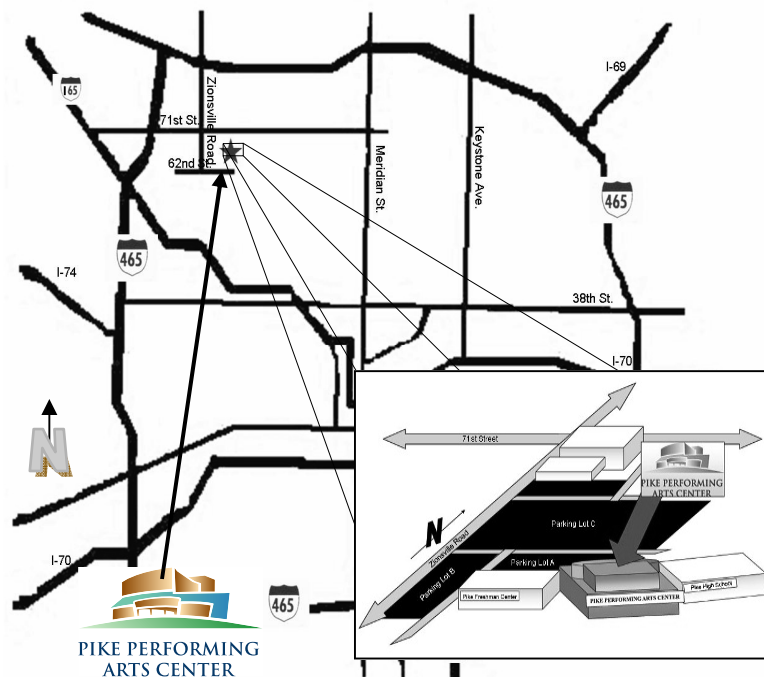 I-69
165
71st St.
Zionsville Road.
Keystone Ave.
Meridian St.
62nd St.
465
465
I-74
38th St.
I-70
N
71st Street
PIKE PERFORMING
ARTS CENTER
Parking Lot C
N
Zionsville Road
I-70
Parking Lot A
Parking Lot B
Pike High School
Pike Freshman Center
PIKE PERFORMING ARTS CENTER
465
PIKE PERFORMING
ARTS CENTER